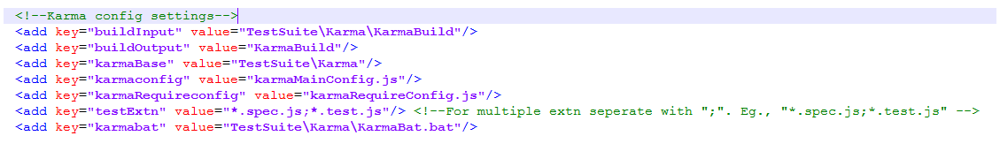 <!--Karma config settings-->
<add key="buildInput" value="TestSuite\Karma\KarmaBuild"/>
<add key="buildOutput" value="KarmaBuild"/>
<add key="karmaBase" value="TestSuite\Karma"/>
<add key="karmaconfig" value="karmaMainConfig.js"/>
<add key="karmaRequireconfig" value="karmaRequireConfig.js"/>
<add key="testExtn" value="*.spec.js;*.test.js"/> <!--For multiple extn seperate with ";". Eg., "*.spec.js;*.test.js" -->
<add key="karmabat" value="TestSuite\Karma\KarmaBat.bat"/>